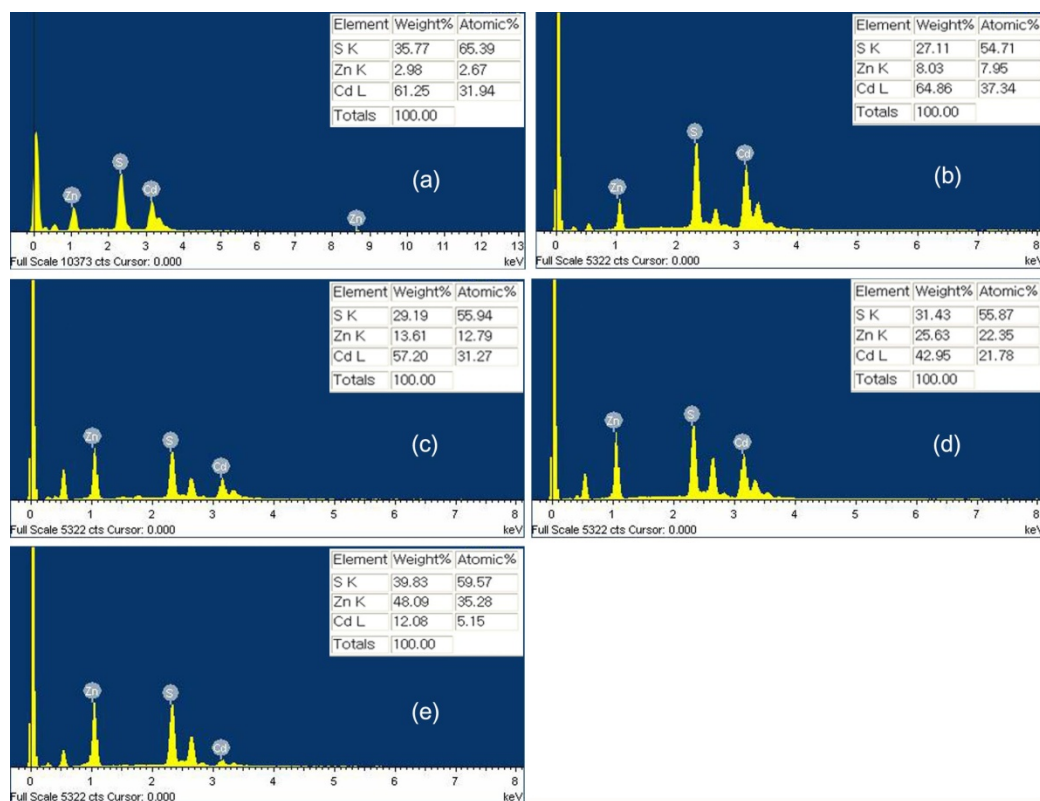 Element Weight% Atomic%
S K 35.77 65.39
Zn K 2.98 2.67
Cd L 61.25 31.94
Totals 100.00
S
Cd
Zn
Zn
(a)
0 1 2 3 4 5 6 7 8 9 10 11 12 13
Full Scale 10373 cts Cursor: 0.000 keV
Element Weight% Atomic%
S K 27.11 54.71
Zn K 8.03 7.95
Cd L 64.86 37.34
Totals 100.00
S
Cd
Zn
(b)
0 1 2 3 4 5 6 7 8
Full Scale 5322 cts Cursor: 0.000 keV
Element Weight% Atomic%
S K 29.19 55.94
Zn K 13.61 12.79
Cd L 57.20 31.27
Totals 100.00
Zn
S
Cd
(c)
0 1 2 3 4 5 6 7 8
Full Scale 5322 cts Cursor: 0.000 keV
Element Weight% Atomic%
S K 31.43 55.87
Zn K 25.63 22.35
Cd L 42.95 21.78
Totals 100.00
S
Zn
Cd
(d)
0 1 2 3 4 5 6 7 8
Full Scale 5322 cts Cursor: 0.000 keV
Element Weight% Atomic%
S K 39.83 59.57
Zn K 48.09 35.28
Cd L 12.08 5.15
Totals 100.00
Zn
S
Cd
(e)
0 1 2 3 4 5 6 7 8
Full Scale 5322 cts Cursor: 0.000 keV